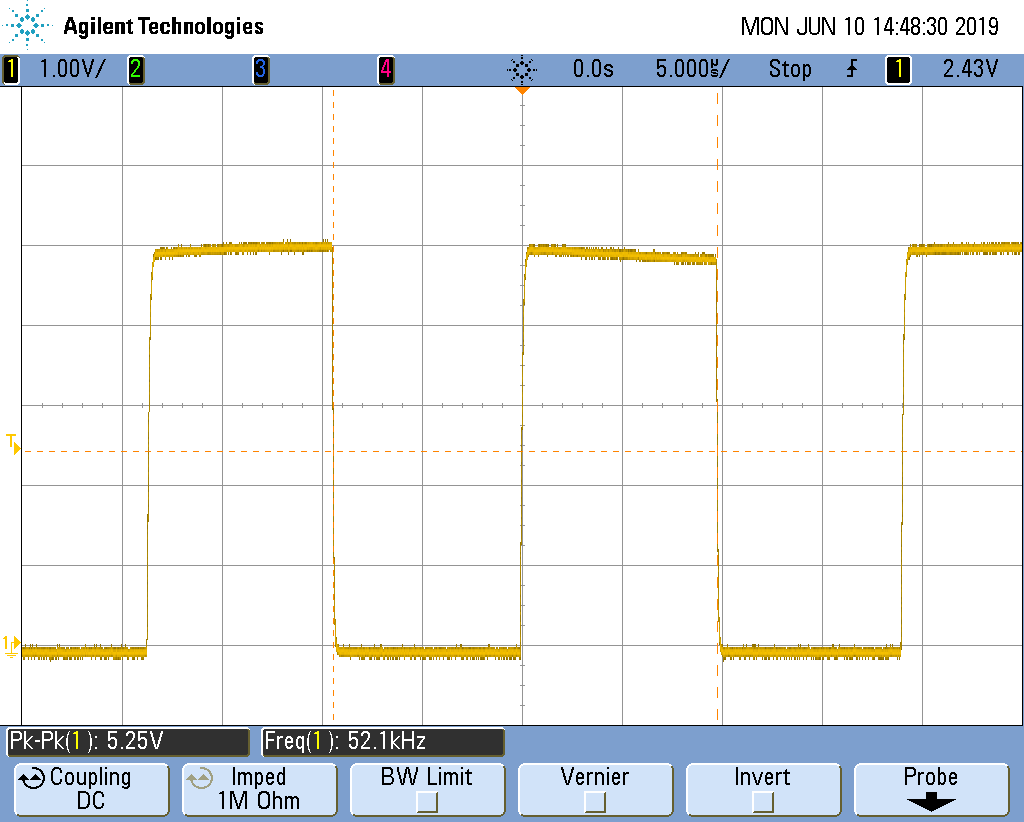 Agilent Technologies MON JUN 10 14:48:30 2019
1 1.00V/ 2 3 4 0.0s 5.000µs/ Stop 1 2.43V
T
1
Pk-Pk(1): 5.25V Freq(1): 52.1kHz
Coupling Imped BW Limit Vernier Invert Probe
DC 1M Ohm